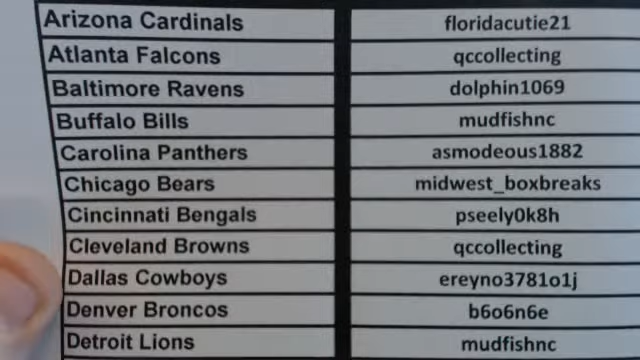 Arizona Cardinals floridacutie21
Atlanta Falcons qccollecting
Baltimore Ravens dolphin1069
Buffalo Bills mudfishnc
Carolina Panthers asmodeous1882
Chicago Bears midwest_boxbreaks
Cincinnati Bengals pseely0k8h
Cleveland Browns qccollecting
Dallas Cowboys ereyno3781o1j
Denver Broncos b6o6n6e
Detroit Lions mudfishnc